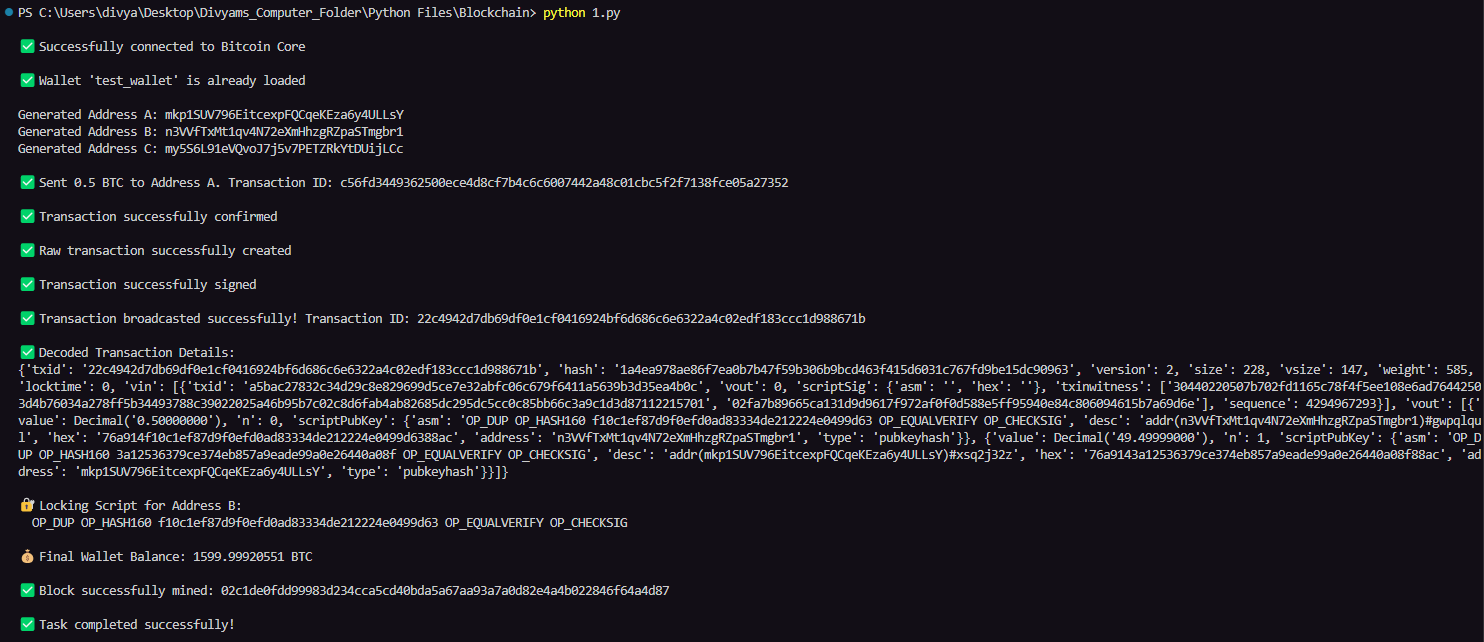 PS C:\Users\divya\Desktop\Divyams_Computer_Folder\Python Files\Blockchain> python 1.py
✅ Successfully connected to Bitcoin Core
✅ Wallet 'test_wallet' is already loaded
Generated Address A: mkp1SUV796EitcexpFQCqeKEza6y4ULLsY
Generated Address B: n3VVfTxMt1qv4N72eXmHhzgRZpaSTmgbr1
Generated Address C: my5S6L91eVQvoJ7j5v7PETZRkYtDUijLCc
✅ Sent 0.5 BTC to Address A. Transaction ID: c56fd3449362500ece4d8cf7b4c6c6007442a48c01cbc5f2f7138fce05a27352
✅ Transaction successfully confirmed
✅ Raw transaction successfully created
✅ Transaction successfully signed
✅ Transaction broadcasted successfully! Transaction ID: 22c4942d7db69df0e1cf0416924bf6d686c6e6322a4c02edf183ccc1d988671b
✅ Decoded Transaction Details:
{'txid': '22c4942d7db69df0e1cf0416924bf6d686c6e6322a4c02edf183ccc1d988671b', 'hash': '1a4ea978ae86f7ea0b7b47f59b306b9bcd463f415d6031c767fd9be15dc90963', 'version': 2, 'size': 228, 'vsize': 147, 'weight': 585,
'locktime': 0, 'vin': [{'txid': 'a5bac27832c34d29c8e829699d5ce7e32abfc06c679f6411a5639b3d35ea4b0c', 'vout': 0, 'scriptSig': {'asm': '', 'hex': ''}, 'txinwitness': ['30440220507b702fd1165c78f4f5ee108e6ad7644250
3d4b76034a278ff5b34493788c39022025a46b95b7c02c8d6fab4ab82685dc295dc5cc0c85bb66c3a9c1d3d87112215701', '02fa7b89665ca131d9d9617f972af0f0d588e5ff95940e84c806094615b7a69d6e'], 'sequence': 4294967293}], 'vout': [{'
value': Decimal('0.50000000'), 'n': 0, 'scriptPubKey': {'asm': 'OP_DUP OP_HASH160 f10c1ef87d9f0efd0ad83334de212224e0499d63 OP_EQUALVERIFY OP_CHECKSIG', 'desc': 'addr(n3VVfTxMt1qv4N72eXmHhzgRZpaSTmgbr1)#gwpqlqu
l', 'hex': '76a914f10c1ef87d9f0efd0ad83334de212224e0499d6388ac', 'address': 'n3VVfTxMt1qv4N72eXmHhzgRZpaSTmgbr1', 'type': 'pubkeyhash'}}, {'value': Decimal('49.49999000'), 'n': 1, 'scriptPubKey': {'asm': 'OP_D
UP OP_HASH160 3a12536379ce374eb857a9eade99a0e26440a08f OP_EQUALVERIFY OP_CHECKSIG', 'desc': 'addr(mkp1SUV796EitcexpFQCqeKEza6y4ULLsY)#xsq2j32z', 'hex': '76a9143a12536379ce374eb857a9eade99a0e26440a08f88ac', 'ad
dress': 'mkp1SUV796EitcexpFQCqeKEza6y4ULLsY', 'type': 'pubkeyhash'}}]}
🔐 Locking Script for Address B:
OP_DUP OP_HASH160 f10c1ef87d9f0efd0ad83334de212224e0499d63 OP_EQUALVERIFY OP_CHECKSIG
💰 Final Wallet Balance: 1599.99920551 BTC
✅ Block successfully mined: 02c1de0fdd99983d234cca5cd40bda5a67aa93a7a0d82e4a4b022846f64a4d87
✅ Task completed successfully!